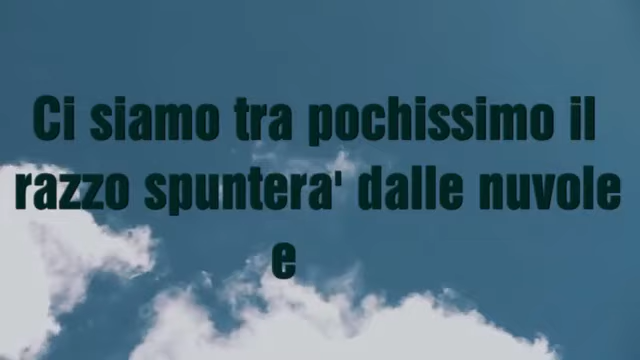 Ci siamo tra pochissimo il
razzo spuntera' dalle nuvole
e